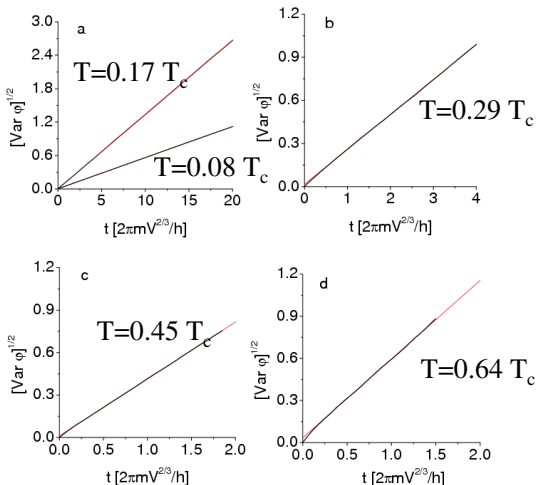 a
3.0
2.4
1.8
1.2
0.6
0.0
[Var φ]^1/2
T=0.17 T_c
T=0.08 T_c
0 5 10 15 20
t [2πmV^2/3/h]
b
1.2
0.9
0.6
0.3
0.0
[Var φ]^1/2
T=0.29 T_c
0 1 2 3 4
t [2πmV^2/3/h]
c
1.2
0.9
0.6
0.3
0.0
[Var φ]^1/2
T=0.45 T_c
0.0 0.5 1.0 1.5 2.0
t [2πmV^2/3/h]
d
1.2
0.9
0.6
0.3
0.0
[Var φ]^1/2
T=0.64 T_c
0.0 0.5 1.0 1.5 2.0
t [2πmV^2/3/h]